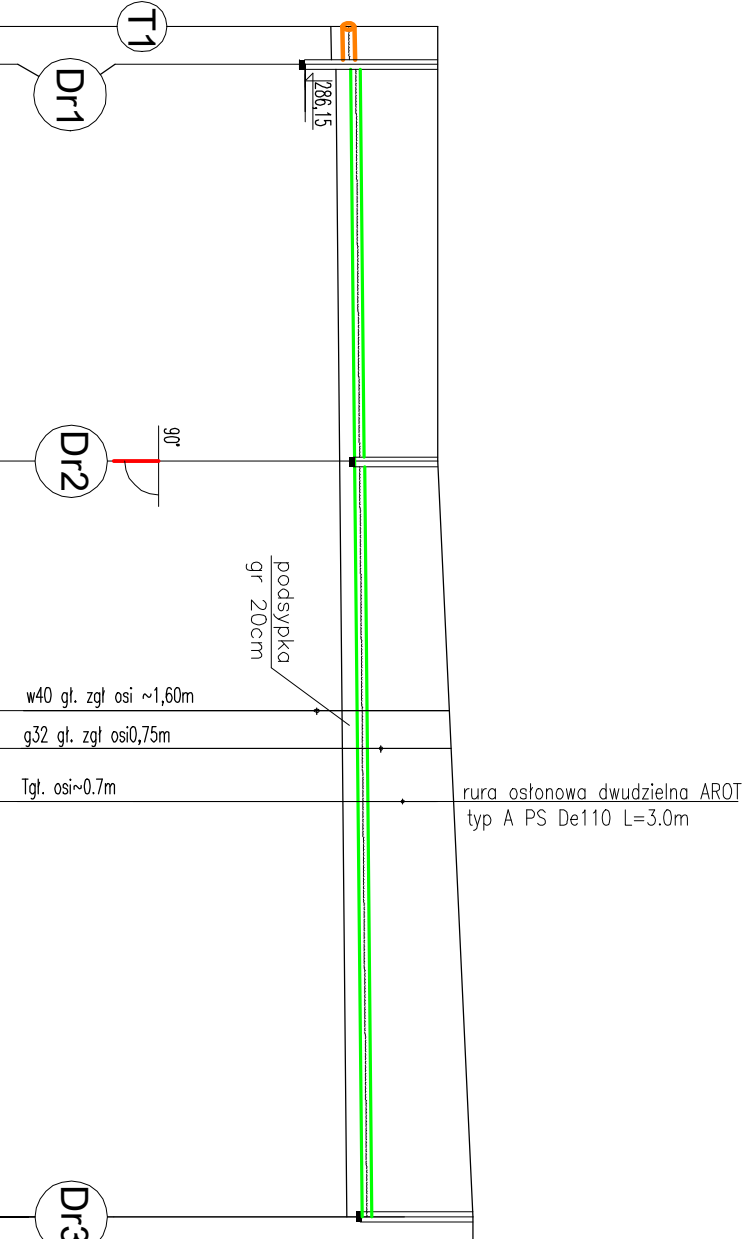 T1
Dr1
286,15
Dr2
90°
podsypka
gr 20cm
w40 gł. zgł osi ~1,60m
g32 gł. zgł osi0,75m
Tgł. osi~0.7m
rura osłonowa dwudzielna AROT
typ A PS De110 L=3.0m
Dr3